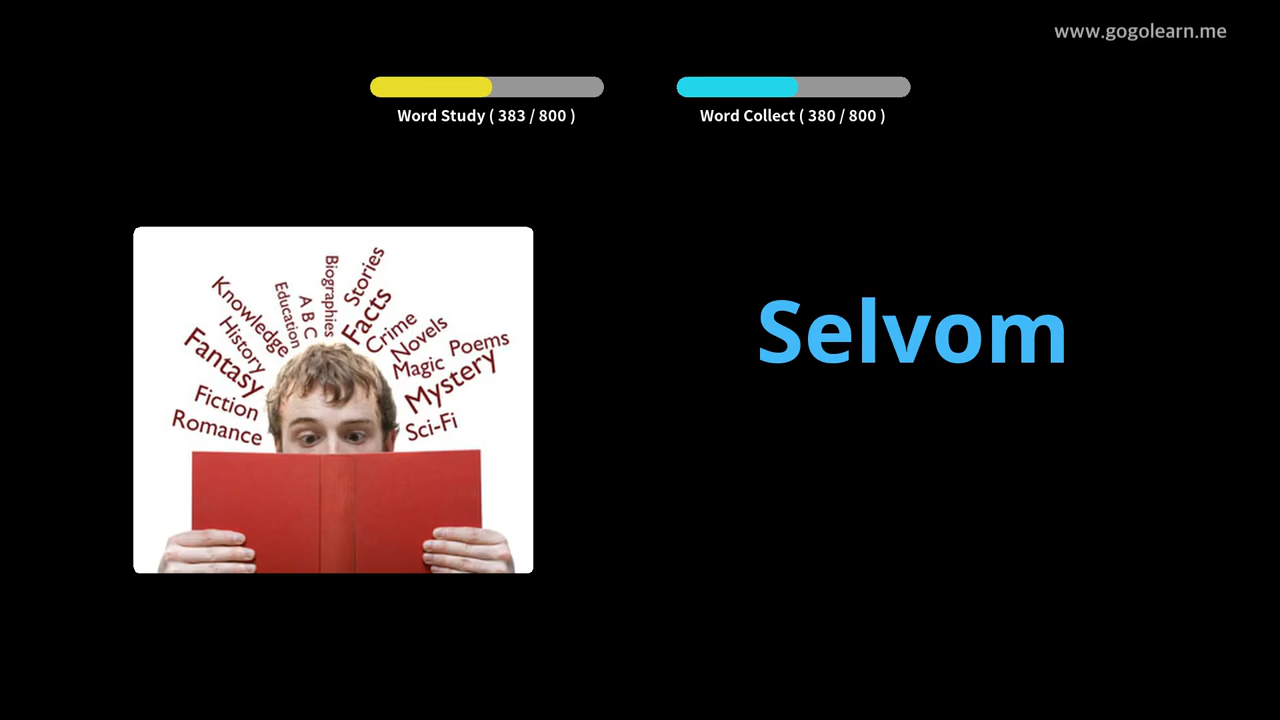 www.gogolearn.me
Word Study ( 383 / 800 )
Word Collect ( 380 / 800 )
Selvom
Biographies
Stories
Education
A B C
Facts
Knowledge
Crime
History
Novels
Poems
Fantasy
Magic
Mystery
Fiction
Romance
Sci-Fi